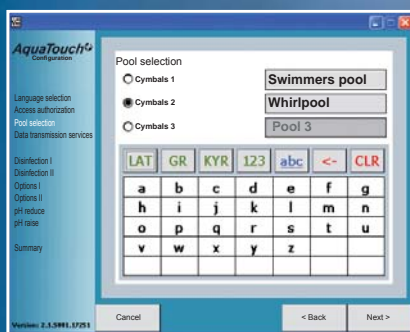 AquaTouch
Configuration
Language selection
Access authorization
Pool selection
Data transmission services
Disinfection I
Disinfection II
Options I
Options II
pH reduce
pH raise
Summary
Version: 2.1.5001.17251
Pool selection
Cymbals 1 Swimmers pool
Cymbals 2 Whirlpool
Cymbals 3 Pool 3
LAT GR KYR 123 abc <- CLR
a b c d e f g
h i j k l m n
o p q r s t u
v w x y z
Cancel < Back Next >